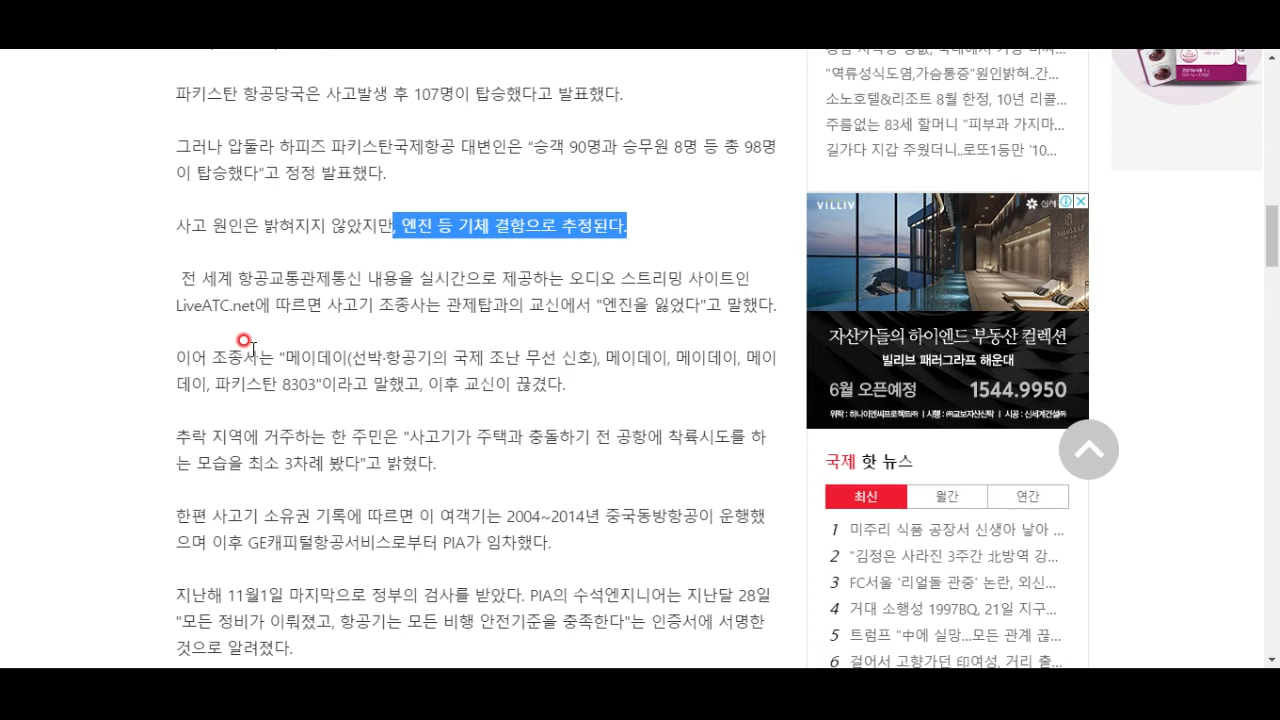 파키스탄 항공당국은 사고발생 후 107명이 탑승했다고 발표했다.
그러나 압둘라 하피즈 파키스탄국제항공 대변인은 “승객 90명과 승무원 8명 등 총 98명
이 탑승했다”고 정정 발표했다.
사고 원인은 밝혀지지 않았지만, 엔진 등 기체 결함으로 추정된다.
전 세계 항공교통관제통신 내용을 실시간으로 제공하는 오디오 스트리밍 사이트인
LiveATC.net에 따르면 사고기 조종사는 관제탑과의 교신에서 "엔진을 잃었다"고 말했다.
이어 조종사는 "메이데이(선박·항공기의 국제 조난 무선 신호), 메이데이, 메이데이, 메이
데이, 파키스탄 8303"이라고 말했고, 이후 교신이 끊겼다.
추락 지역에 거주하는 한 주민은 "사고기가 주택과 충돌하기 전 공항에 착륙시도를 하
는 모습을 최소 3차례 봤다"고 밝혔다.
한편 사고기 소유권 기록에 따르면 이 여객기는 2004~2014년 중국동방항공이 운행했
으며 이후 GE캐피털항공서비스로부터 PIA가 임차했다.
지난해 11월1일 마지막으로 정부의 검사를 받았다. PIA의 수석엔지니어는 지난달 28일
"모든 정비가 이뤄졌고, 항공기는 모든 비행 안전기준을 충족한다"는 인증서에 서명한
것으로 알려졌다.
"역류성식도염,가슴통증"원인밝혀..간...
소노호텔&리조트 8월 한정, 10년 리콜...
주름없는 83세 할머니 "피부과 가지마...
길가다 지갑 주웠더니..로또1등만 '10...
VILLIV
자산가들의 하이엔드 부동산 컬렉션
빌리브 패러그라프 해운대
6월 오픈예정 1544.9950
위탁 : 하나이앤씨프로젝트㈜ | 시행 : ㈜교보자산신탁 | 시공 : 신세계건설㈜
국제 핫 뉴스
최신 월간 연간
1 미주리 식품 공장서 신생아 낳아 ...
2 "김정은 사라진 3주간 北방역 강...
3 FC서울 '리얼돌 관중' 논란, 외신...
4 거대 소행성 1997BQ, 21일 지구...
5 트럼프 "中에 실망...모든 관계 끊...
6 걸어서 고향가던 印여성, 거리 출...